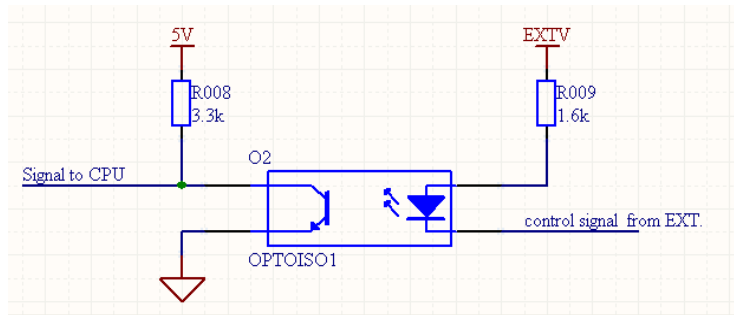 5V
EXTV
R008
3.3k
R009
1.6k
O2
Signal to CPU
control signal from EXT.
OPTOISO1